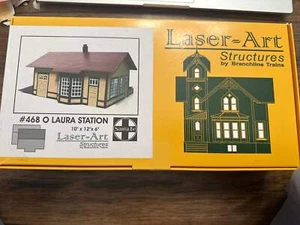 Laser-Art
Structures
by Branchline Trains
#468 O LAURA STATION
10" x 12"x 6"
Laser-Art
Structures
Santa Fe